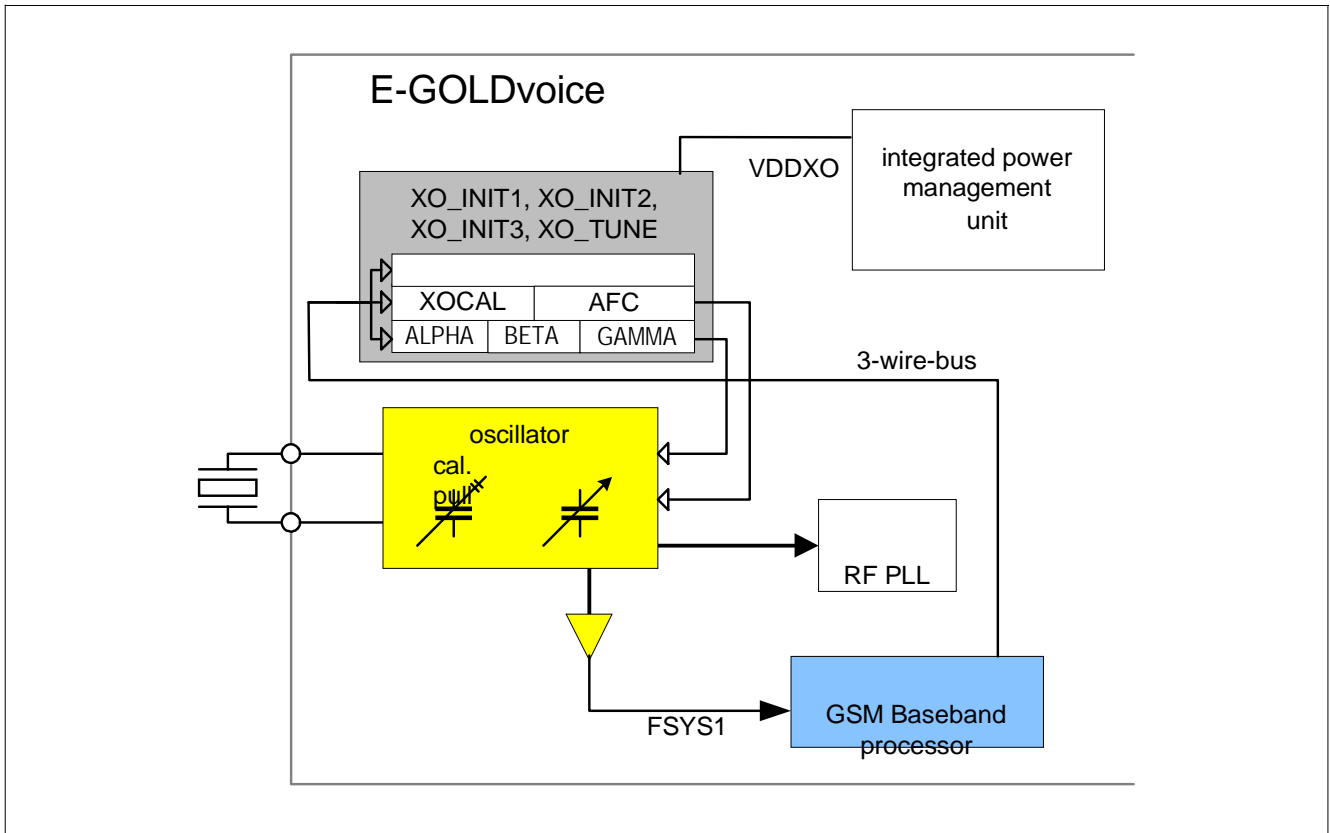 E-GOLDvoice
VDDXO
integrated power
management
unit
XO_INIT1, XO_INIT2,
XO_INIT3, XO_TUNE
XOCAL
AFC
ALPHA
BETA
GAMMA
3-wire-bus
oscillator
cal.
pull
RF PLL
FSYS1
GSM Baseband
processor